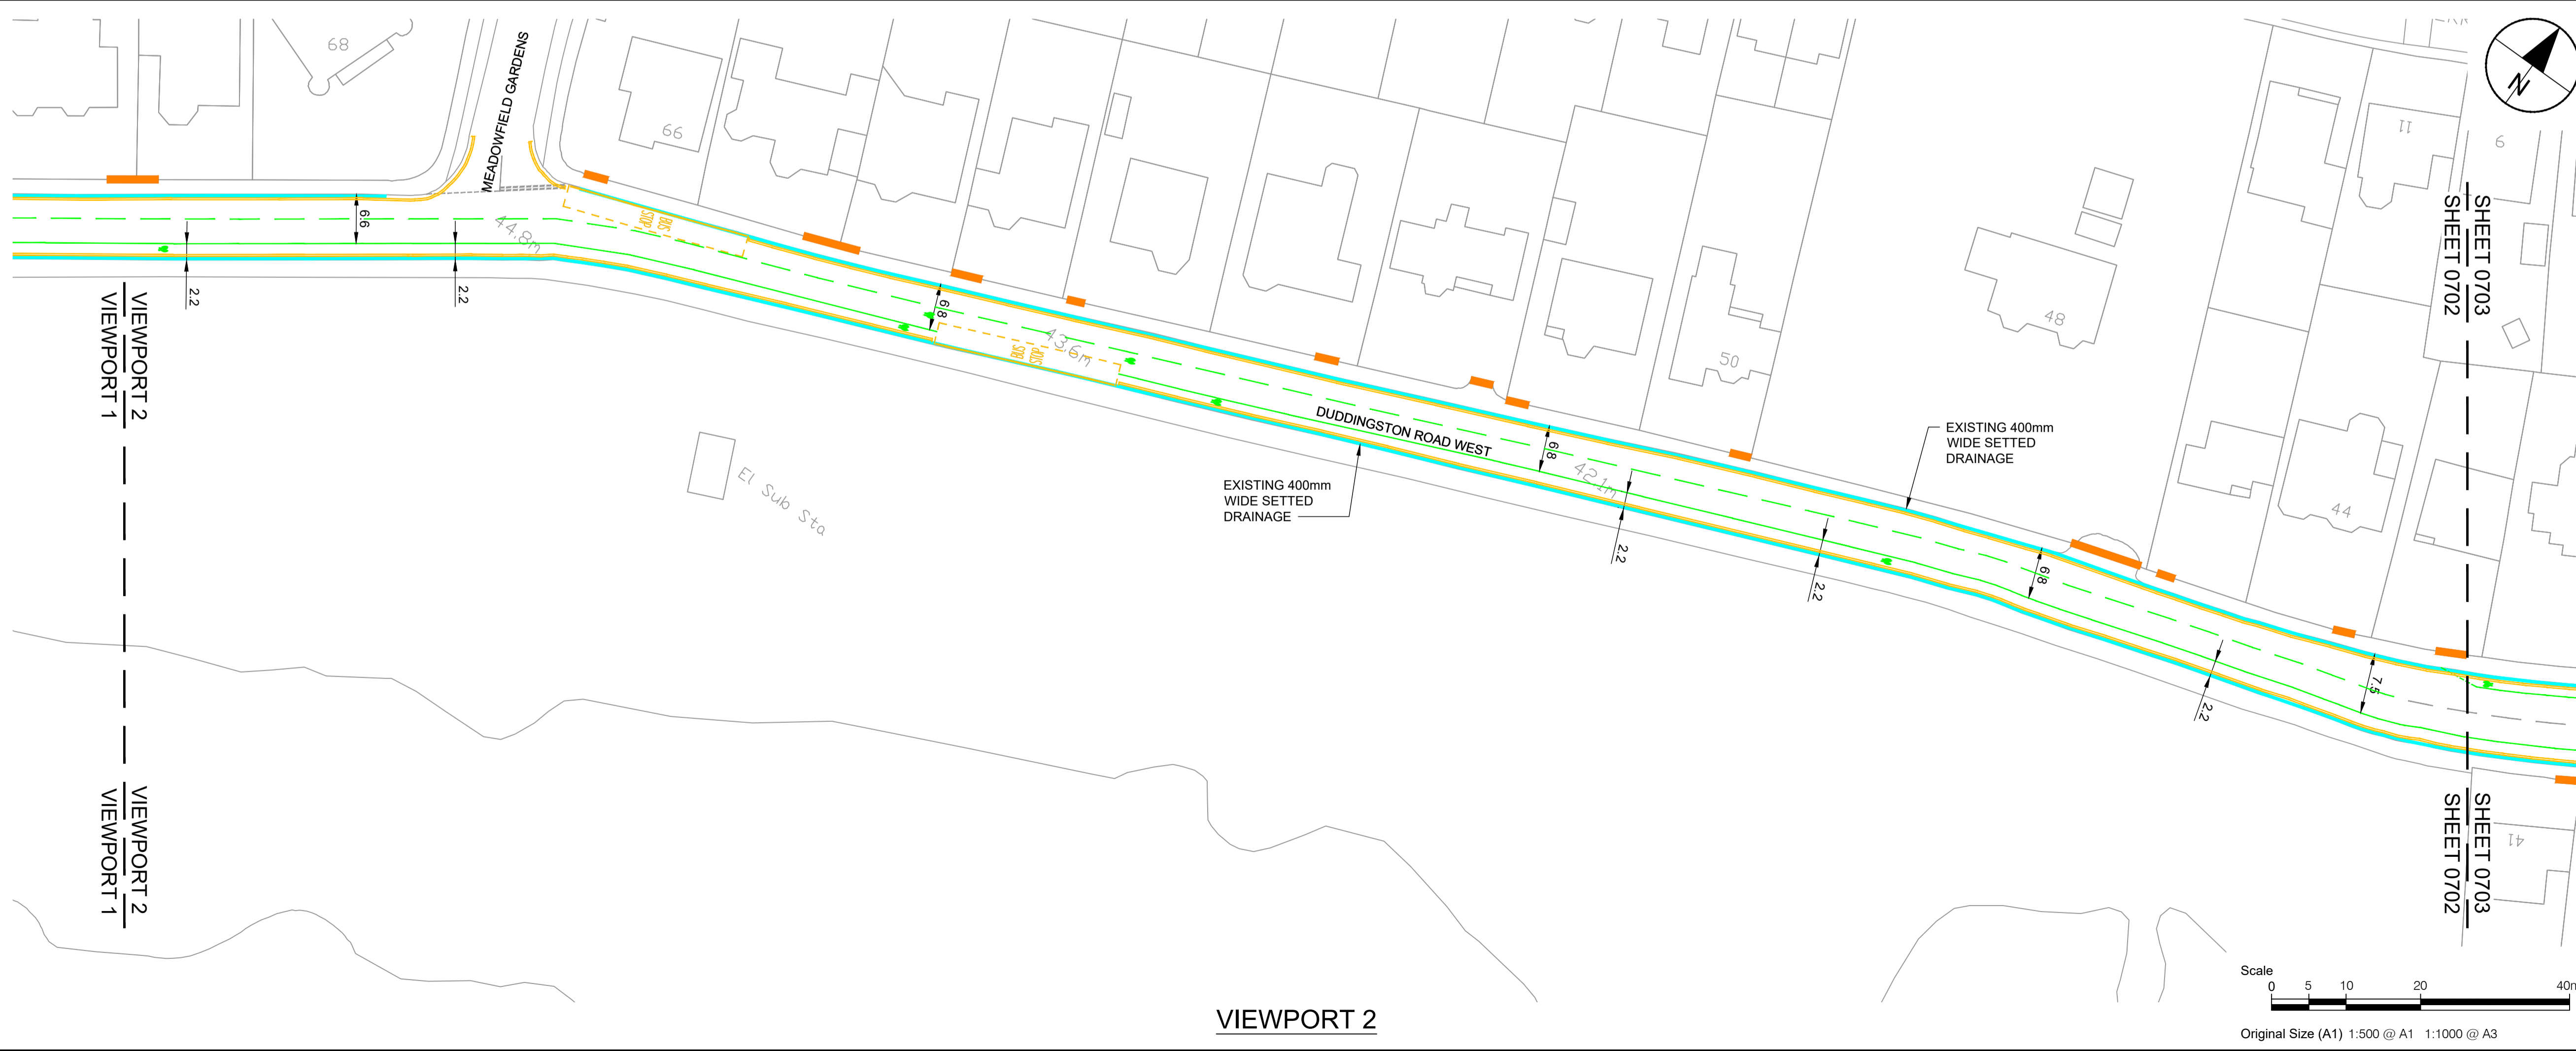 68
MEADOWFIELD GARDENS
66
N
11
9
6.6
44.8m
BUS
STOP
2.2
2.2
VIEWPORT 2
VIEWPORT 1
6.8
43.6m
BUS
STOP
El Sub Sta
DUDDINGSTON ROAD WEST
EXISTING 400mm
WIDE SETTED
DRAINAGE
50
48
6.8
42.1m
2.2
2.2
EXISTING 400mm
WIDE SETTED
DRAINAGE
44
6.8
2.2
7.5
SHEET 0703
SHEET 0702
VIEWPORT 2
VIEWPORT 1
SHEET 0703
SHEET 0702
41
VIEWPORT 2
Scale
0 5 10 20 40m
Original Size (A1) 1:500 @ A1 1:1000 @ A3